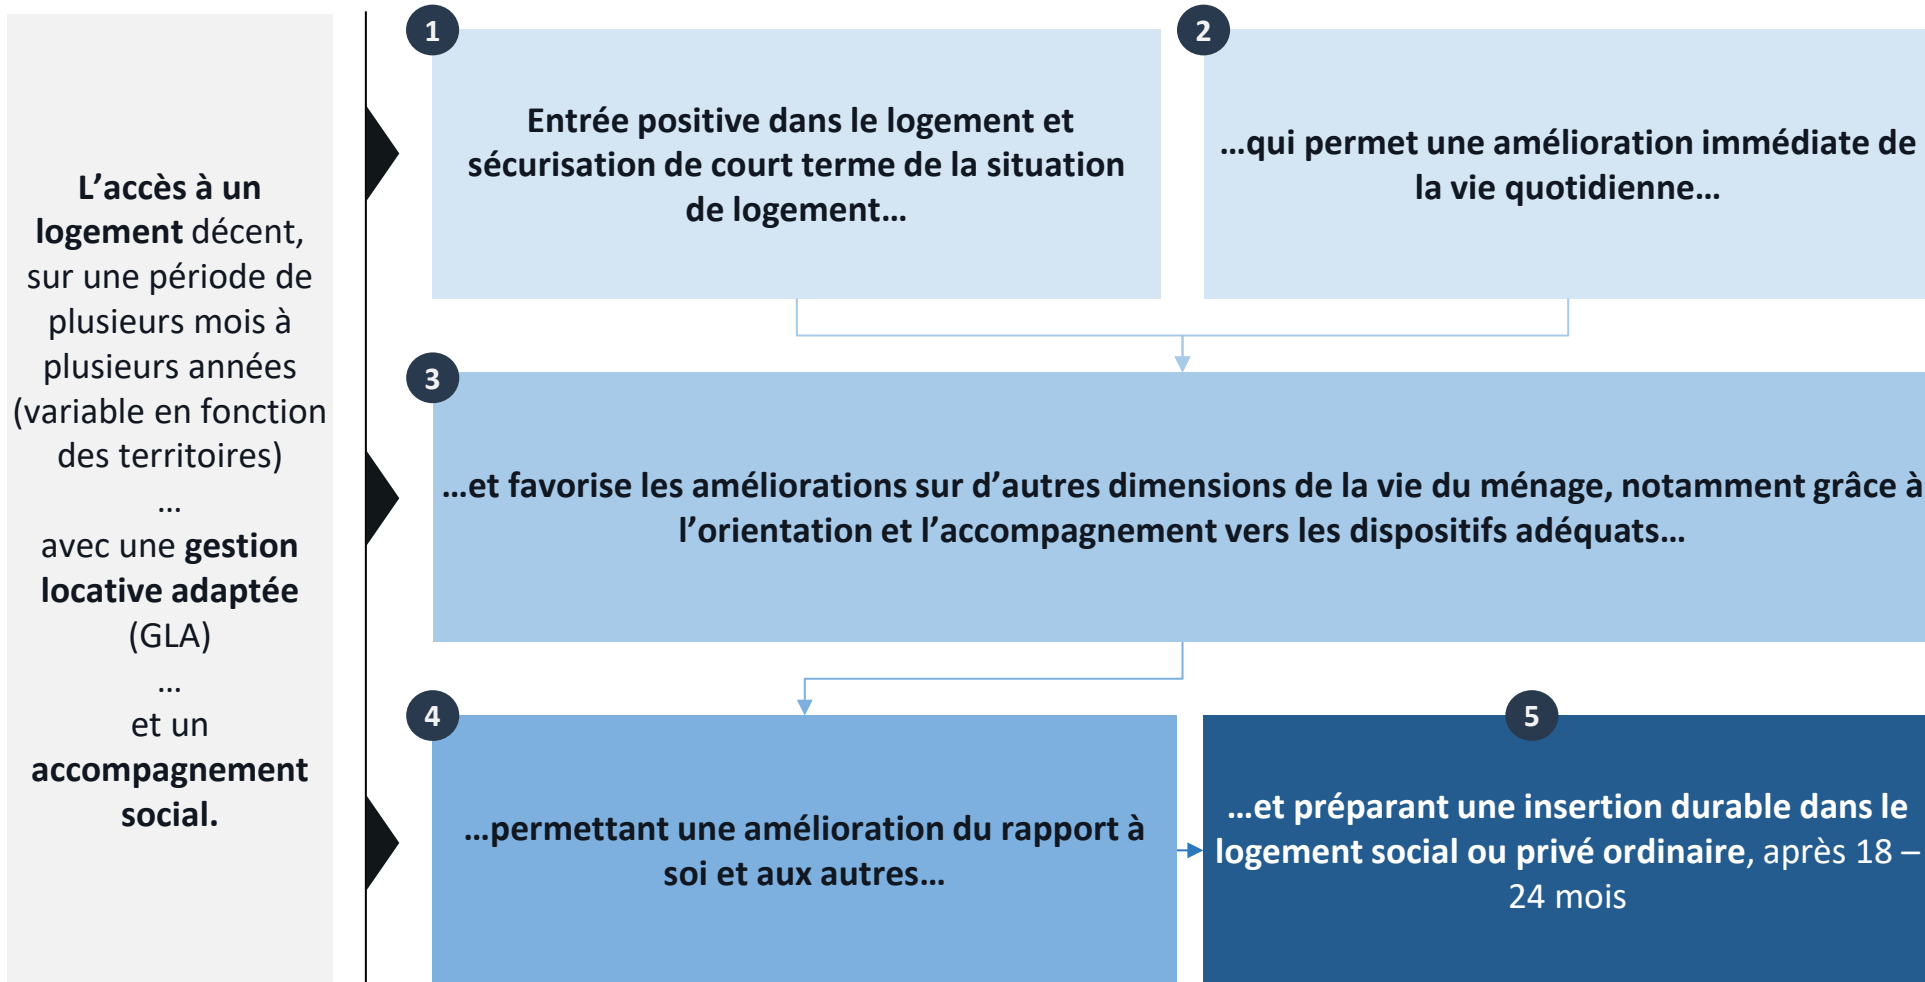 L’accès à un
logement décent,
sur une période de
plusieurs mois à
plusieurs années
(variable en fonction
des territoires)
…
avec une gestion
locative adaptée
(GLA)
…
et un
accompagnement
social.
1
Entrée positive dans le logement et
sécurisation de court terme de la situation
de logement…
2
…qui permet une amélioration immédiate de
la vie quotidienne…
3
…et favorise les améliorations sur d’autres dimensions de la vie du ménage, notamment grâce à
l’orientation et l’accompagnement vers les dispositifs adéquats…
4
…permettant une amélioration du rapport à
soi et aux autres…
5
…et préparant une insertion durable dans le
logement social ou privé ordinaire, après 18 –
24 mois